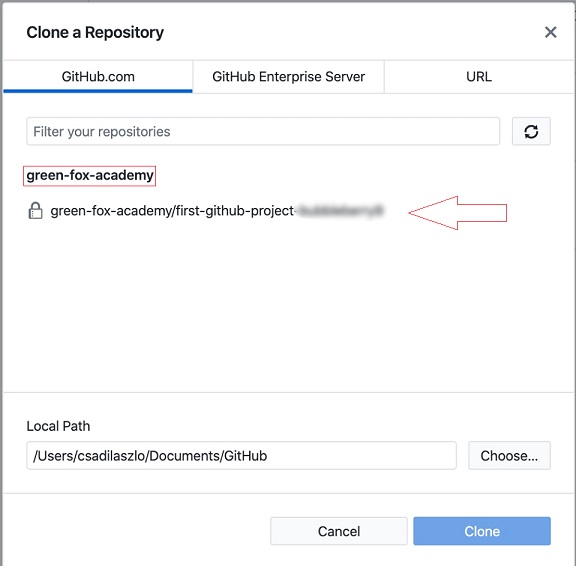 Clone a Repository
GitHub.com
GitHub Enterprise Server
URL
Filter your repositories
green-fox-academy
green-fox-academy/first-github-project-
Local Path
/Users/csadilaszlo/Documents/GitHub
Choose...
Cancel
Clone